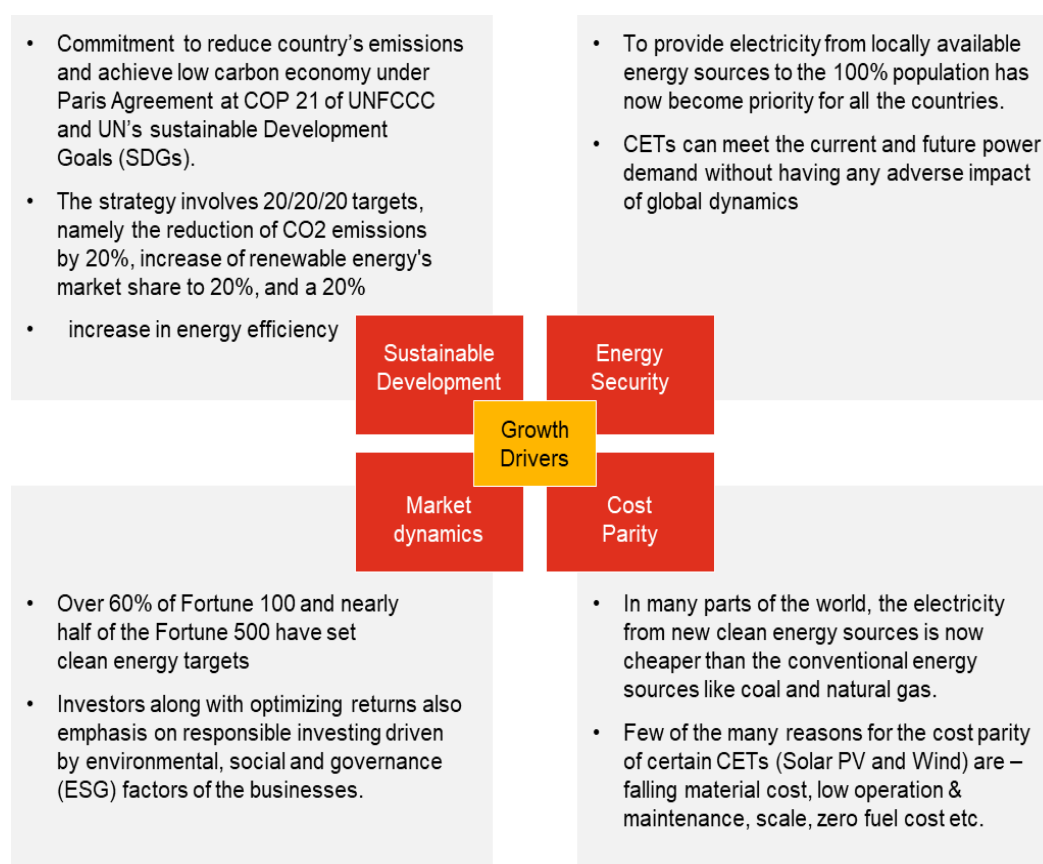 • Commitment to reduce country’s emissions
and achieve low carbon economy under
Paris Agreement at COP 21 of UNFCCC
and UN’s sustainable Development
Goals (SDGs).
• The strategy involves 20/20/20 targets,
namely the reduction of CO2 emissions
by 20%, increase of renewable energy's
market share to 20%, and a 20%
• increase in energy efficiency
• To provide electricity from locally available
energy sources to the 100% population has
now become priority for all the countries.
• CETs can meet the current and future power
demand without having any adverse impact
of global dynamics
Sustainable
Development
Energy
Security
Growth
Drivers
Market
dynamics
Cost
Parity
• Over 60% of Fortune 100 and nearly
half of the Fortune 500 have set
clean energy targets
• Investors along with optimizing returns also
emphasis on responsible investing driven
by environmental, social and governance
(ESG) factors of the businesses.
• In many parts of the world, the electricity
from new clean energy sources is now
cheaper than the conventional energy
sources like coal and natural gas.
• Few of the many reasons for the cost parity
of certain CETs (Solar PV and Wind) are –
falling material cost, low operation &
maintenance, scale, zero fuel cost etc.